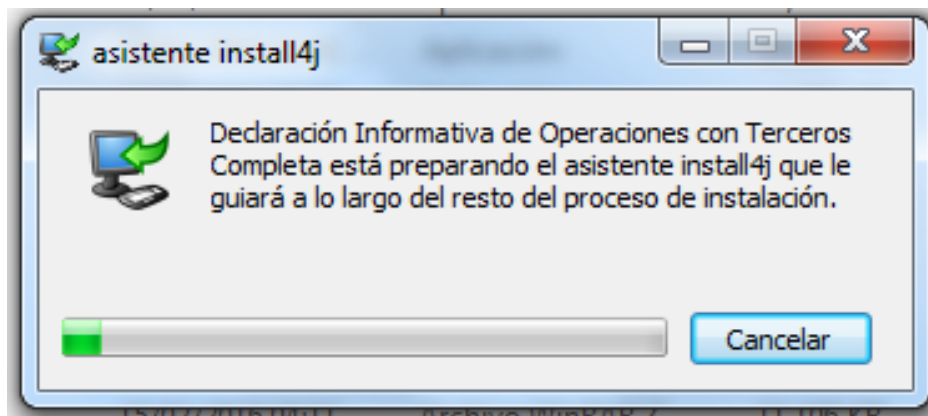 asistente install4j
Declaración Informativa de Operaciones con Terceros
Completa está preparando el asistente install4j que le
guiará a lo largo del resto del proceso de instalación.
Cancelar